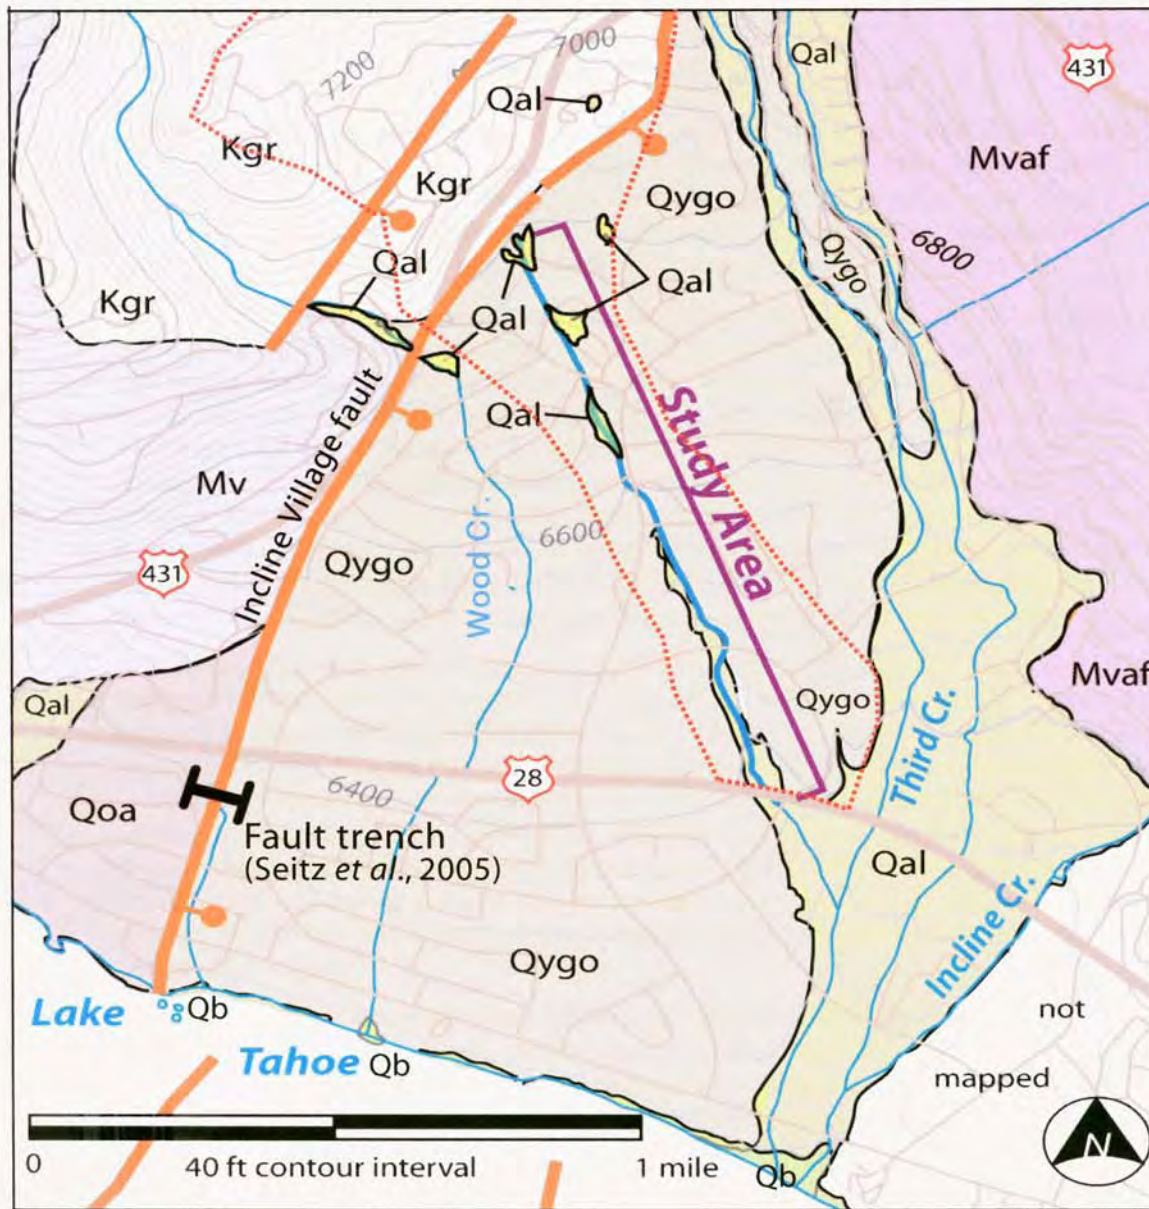 7000
7200
Qal
431
Qal
Kgr
Mvaf
Kgr
Qygo
Qygo
6800
Qal
Qal
Kgr
Qal
Qal
Incline Village fault
Study Area
Mv
6600
Wood Cr.
431
Qygo
Mvaf
Qal
Qygo
Third Cr.
28
6400
Qoa
Fault trench
(Seitz et al., 2005)
Qal
Incline Cr.
Qygo
Lake
Qb
not
Tahoe
Qb
mapped
N
0
40 ft contour interval
1 mile
Qb